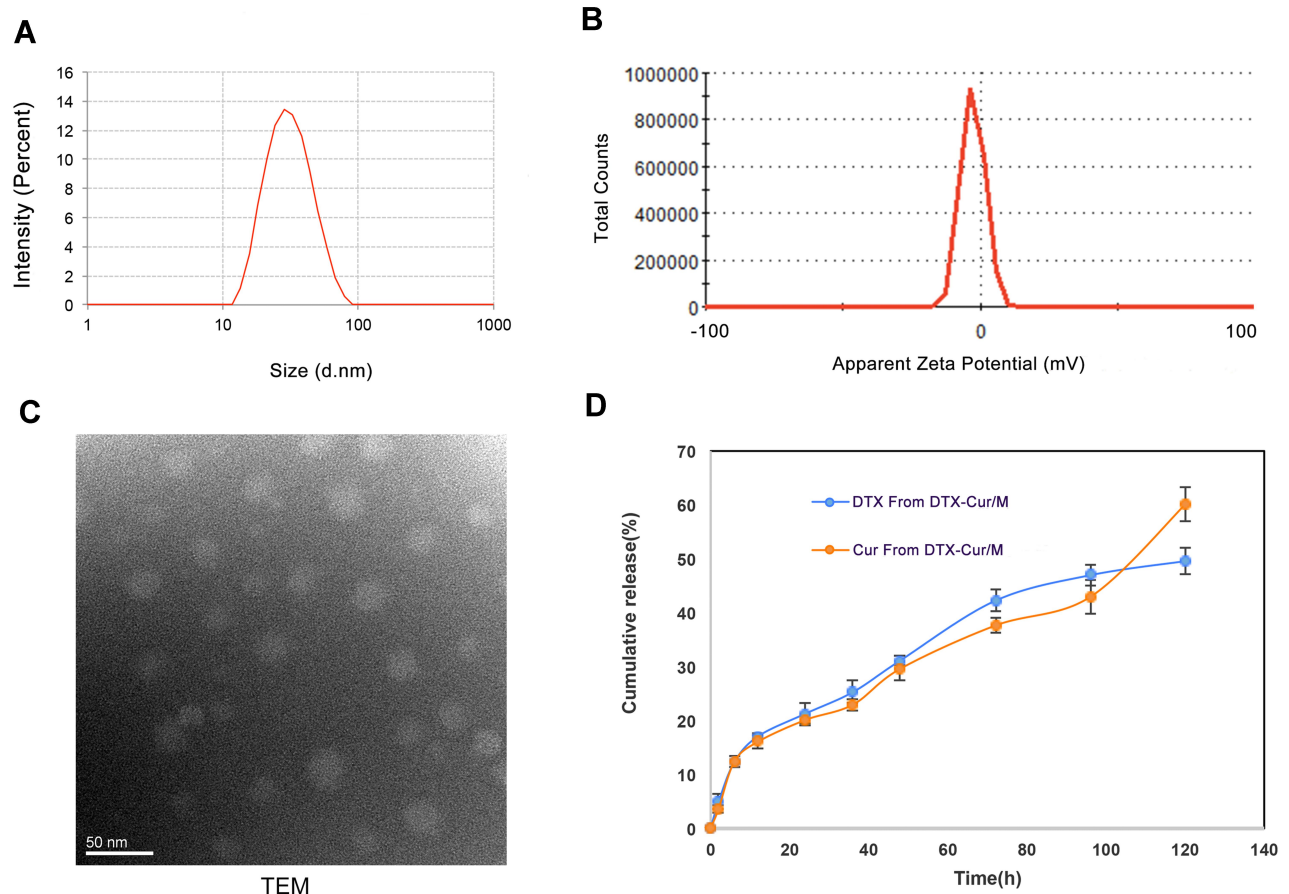 A
16
14
12
10
8
6
4
2
0
Intensity (Percent)
1 10 100 1000
Size (d.nm)
B
1000000
800000
600000
400000
200000
0
Total Counts
-100 0 100
Apparent Zeta Potential (mV)
C
50 nm
TEM
D
70
60
50
40
30
20
10
0
Cumulative release(%)
DTX From DTX-Cur/M
Cur From DTX-Cur/M
0 20 40 60 80 100 120 140
Time(h)